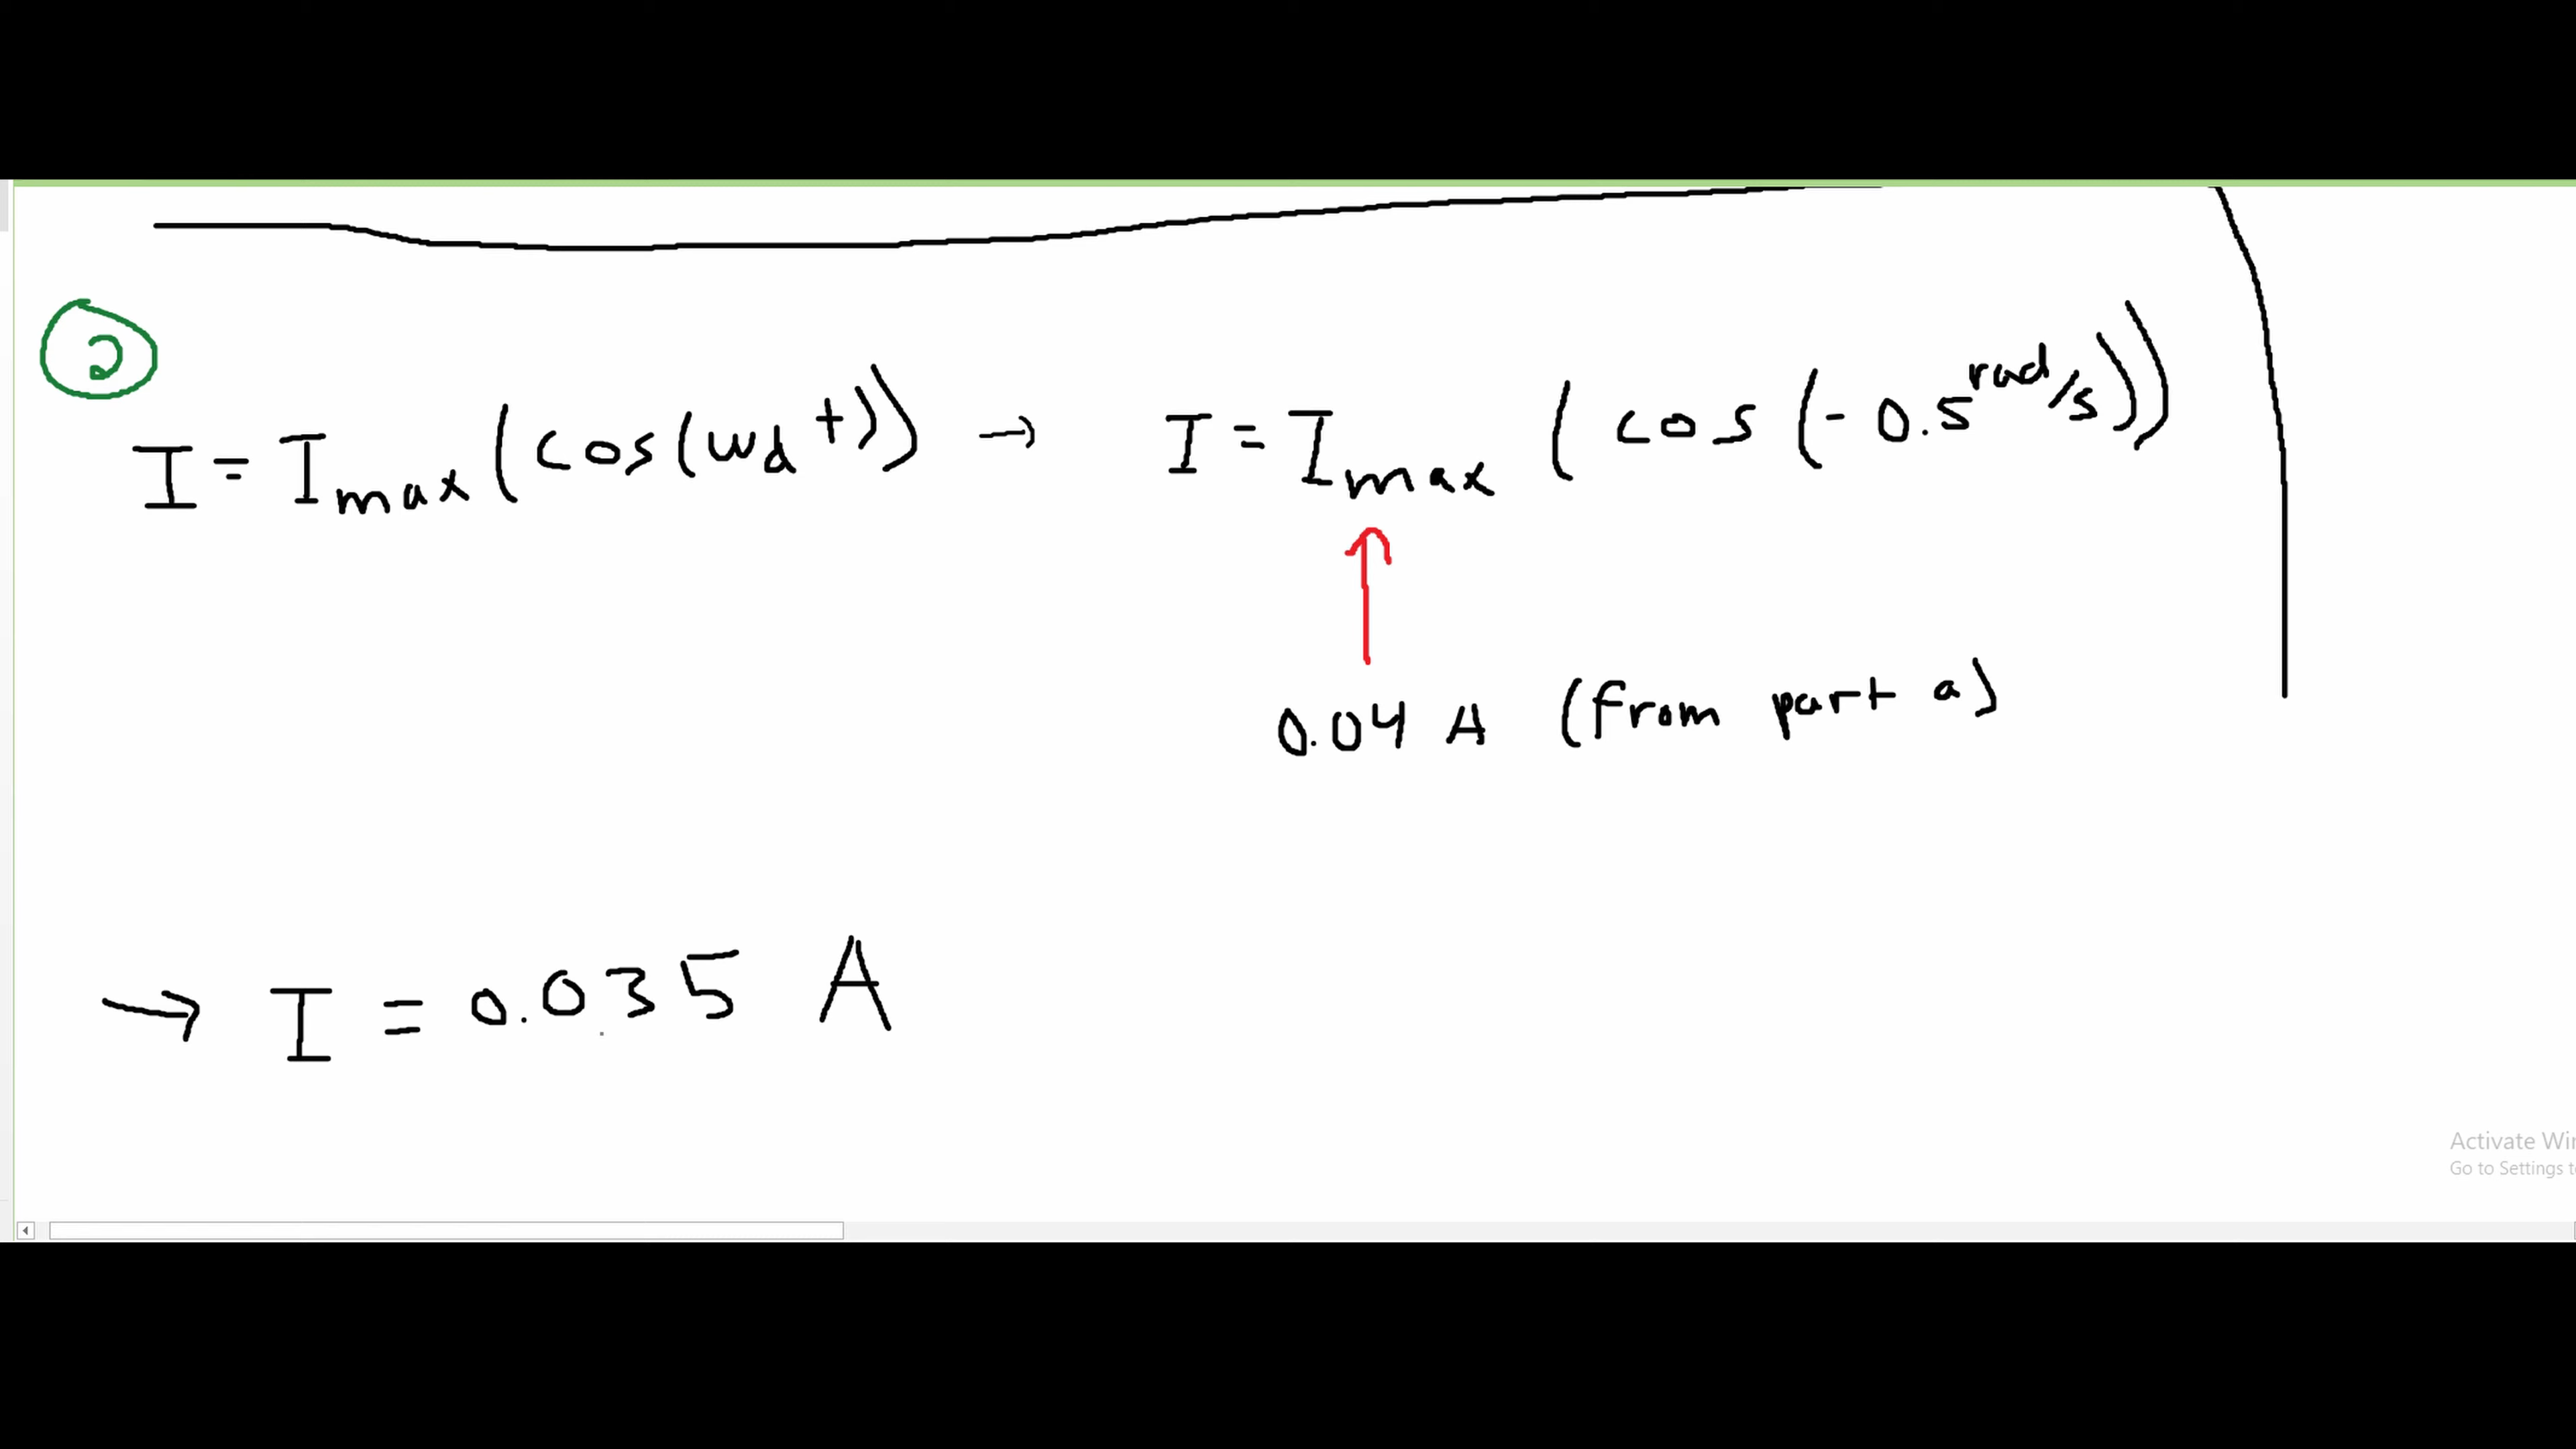 2
I = Imax (cos(wd t)) → I = Imax (cos(-0.5 rad/s))
0.04 A (from part a)
→ I = 0.035 A
Activate Win
Go to Settings t